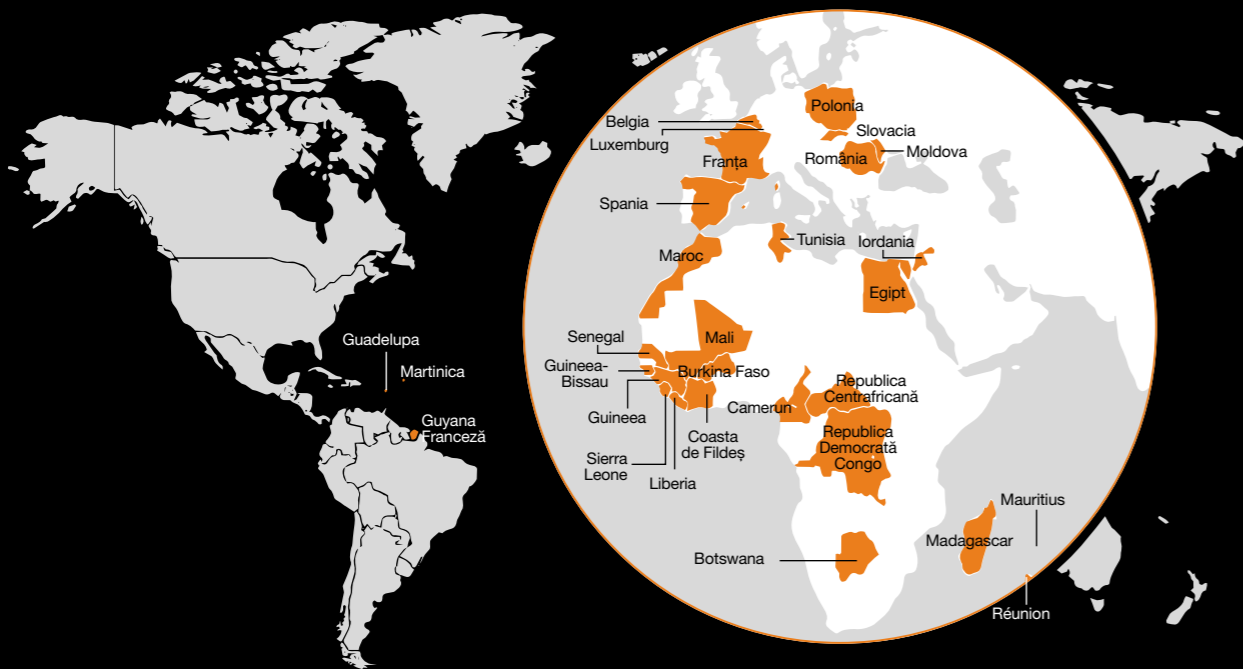 Guadelupa
Martinica
Guyana
Franceză
Polonia
Belgia
Luxemburg
Slovacia
Moldova
România
Franța
Spania
Tunisia
Iordania
Maroc
Egipt
Senegal
Mali
Guineea-
Bissau
Burkina Faso
Guineea
Camerun
Republica
Centrafricană
Coasta
de Fildeș
Republica
Democrată
Congo
Sierra
Leone
Liberia
Mauritius
Madagascar
Botswana
Réunion